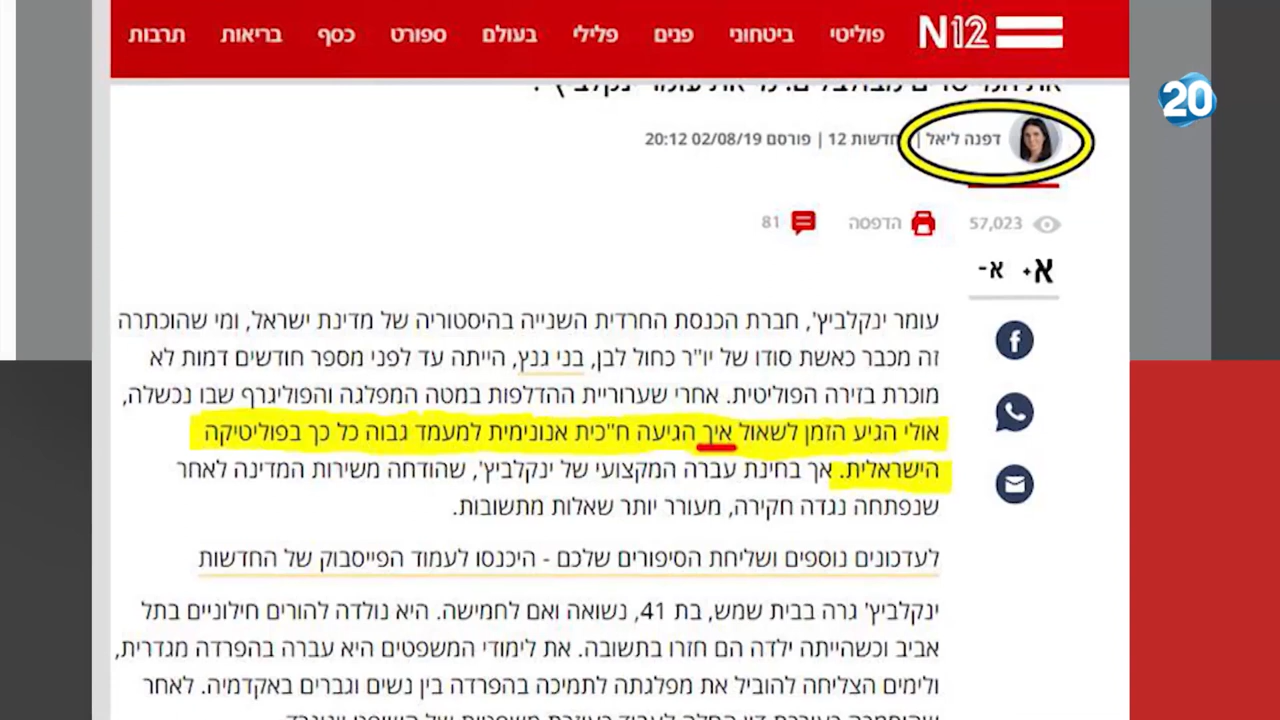 N12 פוליטי ביטחוני פנים פלילי בעולם ספורט כסף בריאות תרבות
20
דפנה ליאל | חדשות 12 | פורסם 02/08/19 20:12
57,023 הדפסה 81
א+ א-
עומר ינקלביץ', חברת הכנסת החרדית השנייה בהיסטוריה של מדינת ישראל, ומי שהוכתרה
זה מכבר כאשת סודו של יו"ר כחול לבן, בני גנץ, הייתה עד לפני מספר חודשים דמות לא
מוכרת בזירה הפוליטית. אחרי שערוריית ההדלפות במטה המפלגה והפוליגרף שבו נכשלה,
אולי הגיע הזמן לשאול איך הגיעה ח"כית אנונימית למעמד גבוה כל כך בפוליטיקה
הישראלית. אך בחינת עברה המקצועי של ינקלביץ', שהודחה משירות המדינה לאחר
שנפתחה נגדה חקירה, מעורר יותר שאלות מתשובות.
לעדכונים נוספים ושליחת הסיפורים שלכם - היכנסו לעמוד הפייסבוק של החדשות
ינקלביץ' גרה בבית שמש, בת 41, נשואה ואם לחמישה. היא נולדה להורים חילוניים בתל
אביב וכשהייתה ילדה הם חזרו בתשובה. את לימודי המשפטים היא עברה בהפרדה מגדרית,
ולימים הצליחה להוביל את מפלגתה לתמיכה בהפרדה בין נשים וגברים באקדמיה. לאחר